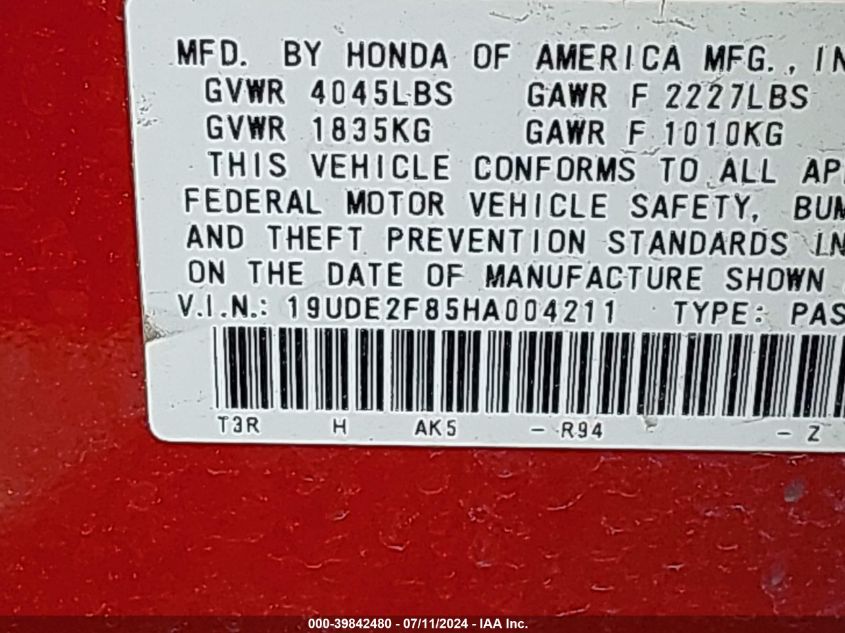 MFD. BY HONDA OF AMERICA MFG., IN
GVWR 4045LBS GAWR F 2227LBS
GVWR 1835KG GAWR F 1010KG
THIS VEHICLE CONFORMS TO ALL AP
FEDERAL MOTOR VEHICLE SAFETY, BUM
AND THEFT PREVENTION STANDARDS IN
ON THE DATE OF MANUFACTURE SHOWN
V.I.N.: 19UDE2F85HA004211 TYPE: PAS
T3R H AK5 - R94 - Z
000-39842480 - 07/11/2024 - IAA Inc.